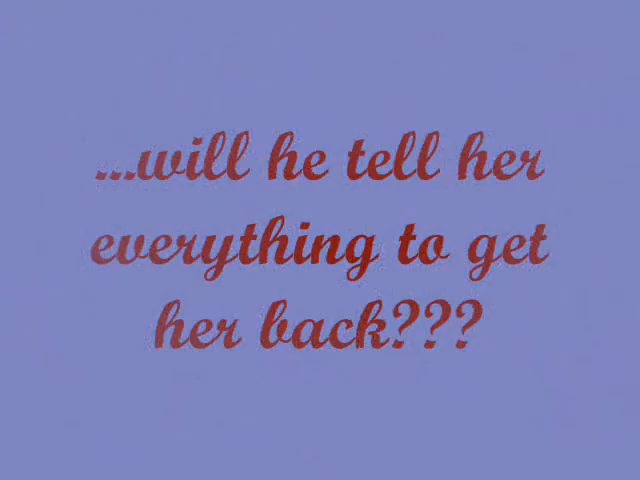 ...will he tell her
everything to get
her back???